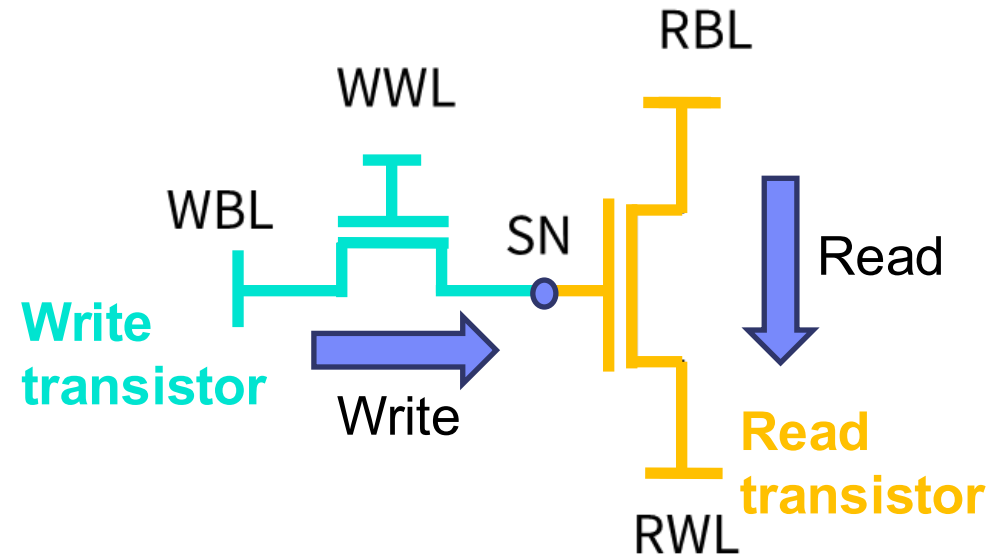 RBL
WWL
WBL
SN
Read
Write
transistor
Write
Read
transistor
RWL